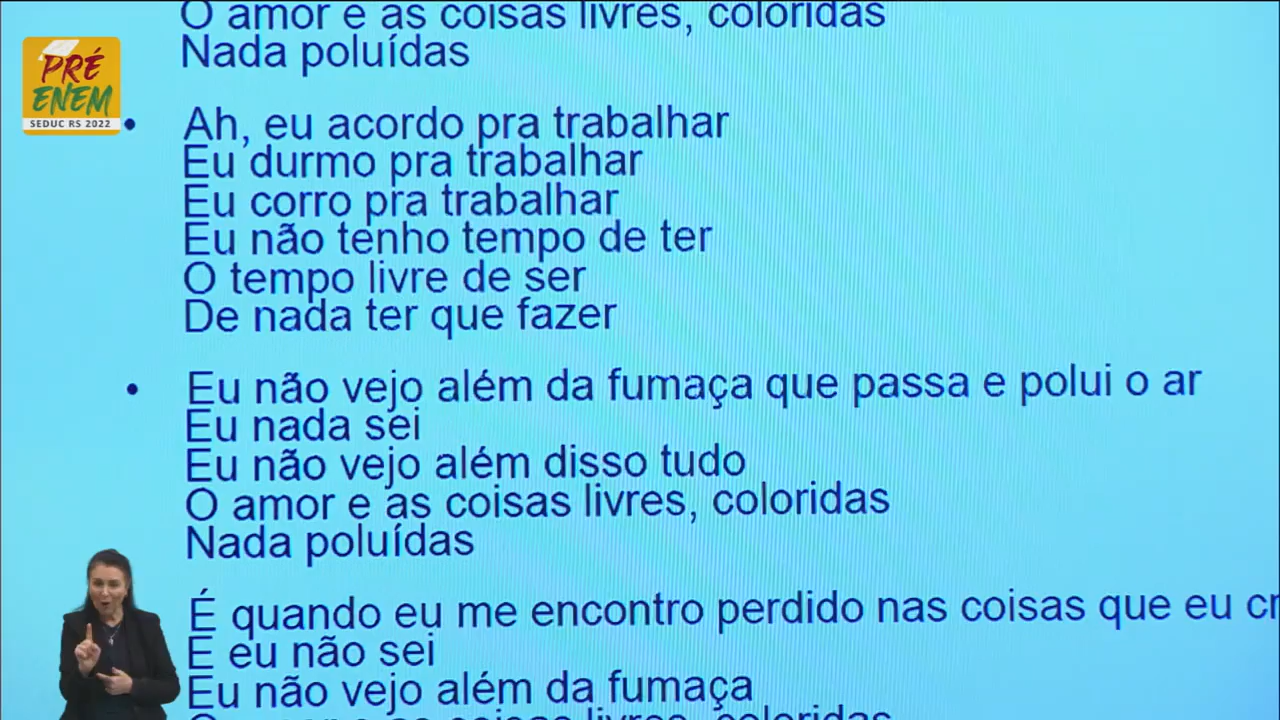 O amor e as coisas livres, coloridas
Nada poluídas
PRÉ
ENEM
SEDUC RS 2022
• Ah, eu acordo pra trabalhar
Eu durmo pra trabalhar
Eu corro pra trabalhar
Eu não tenho tempo de ter
O tempo livre de ser
De nada ter que fazer
• Eu não vejo além da fumaça que passa e polui o ar
Eu nada sei
Eu não vejo além disso tudo
O amor e as coisas livres, coloridas
Nada poluídas
É quando eu me encontro perdido nas coisas que eu
E eu não sei
Eu não vejo além da fumaça
coisas livres, coloridas